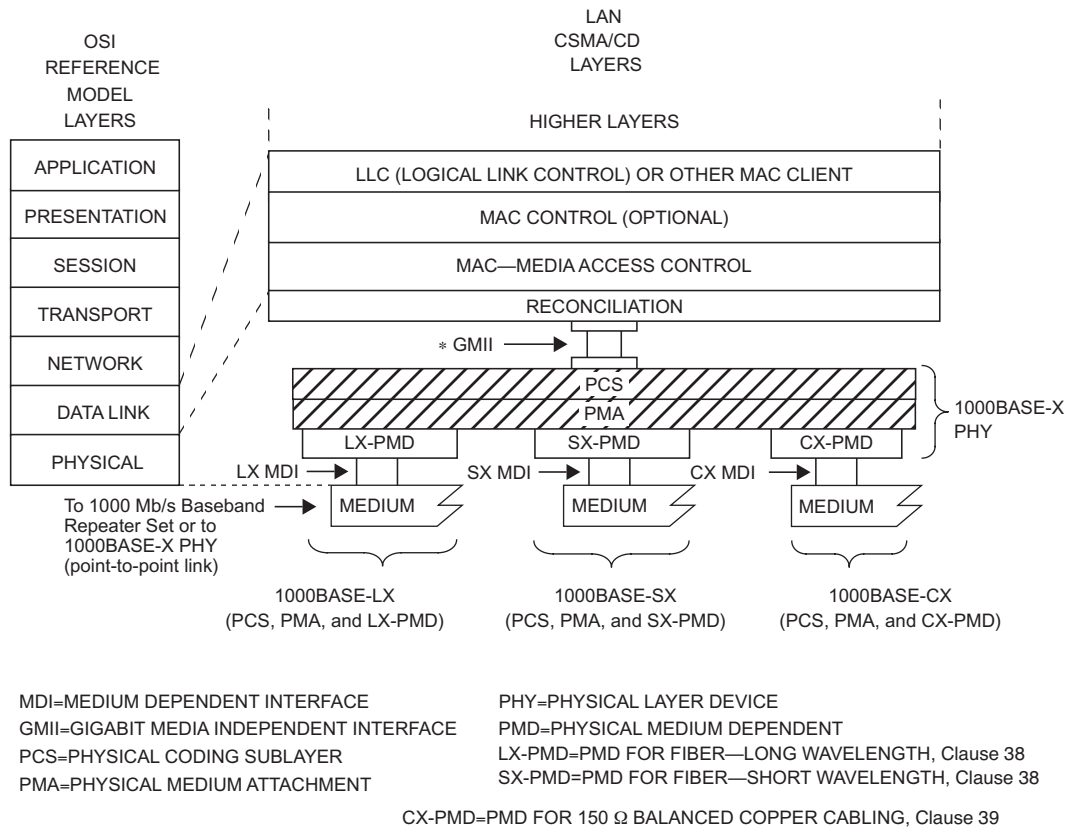 LAN
CSMA/CD
LAYERS
OSI
REFERENCE
MODEL
LAYERS
HIGHER LAYERS
APPLICATION
PRESENTATION
SESSION
TRANSPORT
NETWORK
DATA LINK
PHYSICAL
LLC (LOGICAL LINK CONTROL) OR OTHER MAC CLIENT
MAC CONTROL (OPTIONAL)
MAC—MEDIA ACCESS CONTROL
RECONCILIATION
* GMII
PCS
PMA
1000BASE-X
PHY
LX-PMD
SX-PMD
CX-PMD
LX MDI
SX MDI
CX MDI
To 1000 Mb/s Baseband
Repeater Set or to
1000BASE-X PHY
(point-to-point link)
MEDIUM
MEDIUM
MEDIUM
1000BASE-LX
(PCS, PMA, and LX-PMD)
1000BASE-SX
(PCS, PMA, and SX-PMD)
1000BASE-CX
(PCS, PMA, and CX-PMD)
MDI=MEDIUM DEPENDENT INTERFACE
GMII=GIGABIT MEDIA INDEPENDENT INTERFACE
PCS=PHYSICAL CODING SUBLAYER
PMA=PHYSICAL MEDIUM ATTACHMENT
PHY=PHYSICAL LAYER DEVICE
PMD=PHYSICAL MEDIUM DEPENDENT
LX-PMD=PMD FOR FIBER—LONG WAVELENGTH, Clause 38
SX-PMD=PMD FOR FIBER—SHORT WAVELENGTH, Clause 38
CX-PMD=PMD FOR 150 Ω BALANCED COPPER CABLING, Clause 39